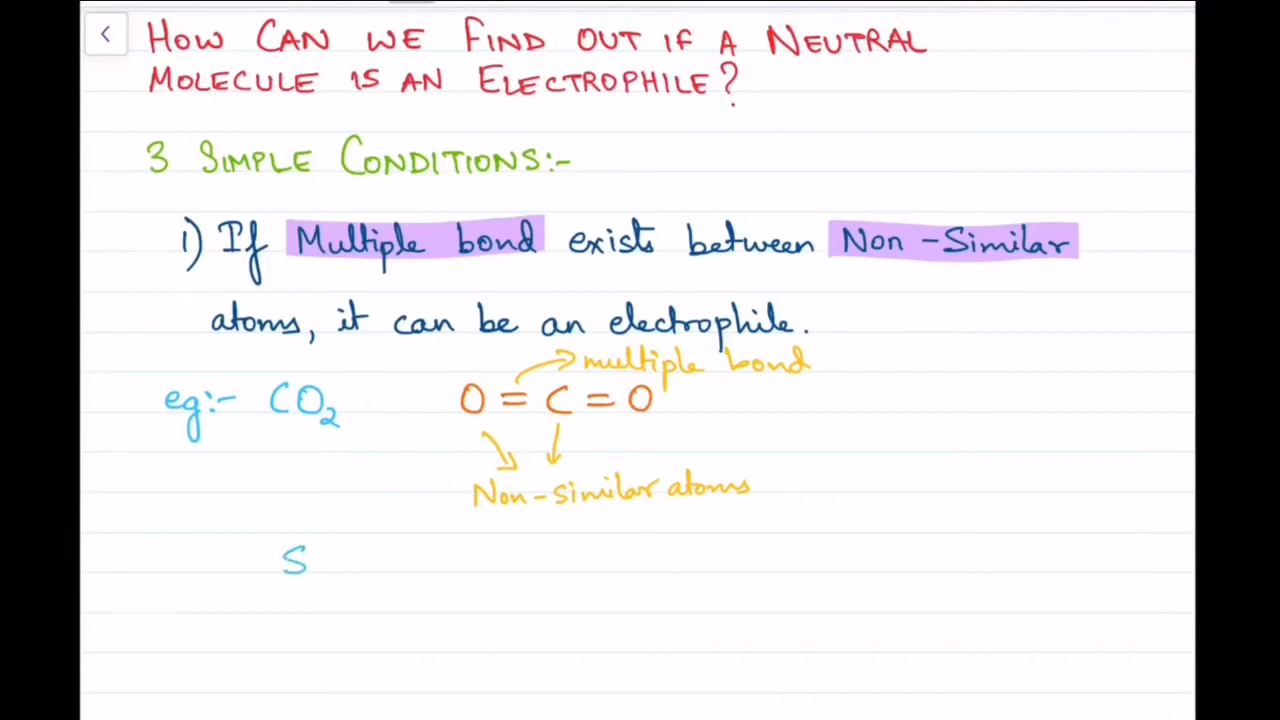 HOW CAN WE FIND OUT IF A NEUTRAL
MOLECULE IS AN ELECTROPHILE?
3 SIMPLE CONDITIONS:-
1) If Multiple bond exists between Non-Similar
atoms, it can be an electrophile.
multiple bond
eg:- CO₂ O=C=O
Non-similar atoms
S